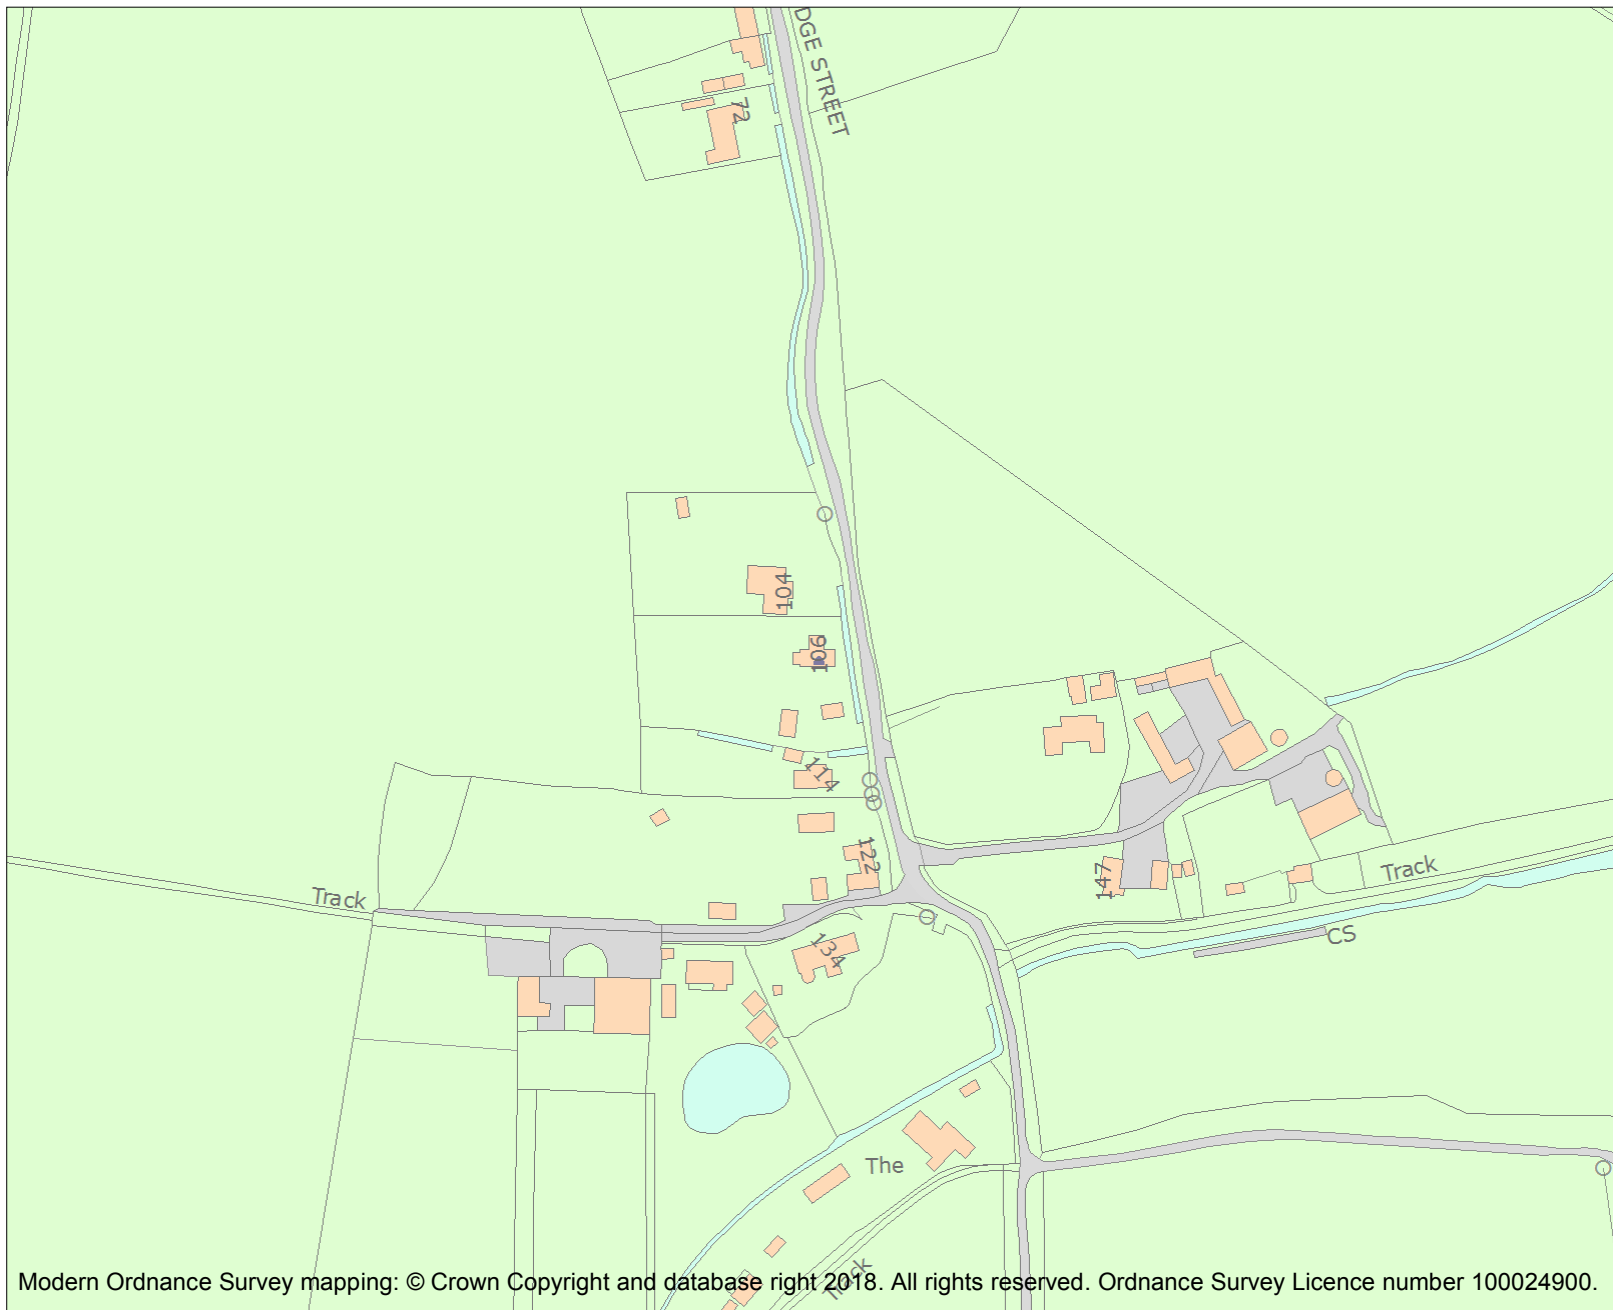 DGE STREET
72
104
106
114
122
Track
147
Track
134
CS
The
Track
Modern Ordnance Survey mapping: © Crown Copyright and database right 2018. All rights reserved. Ordnance Survey Licence number 100024900.